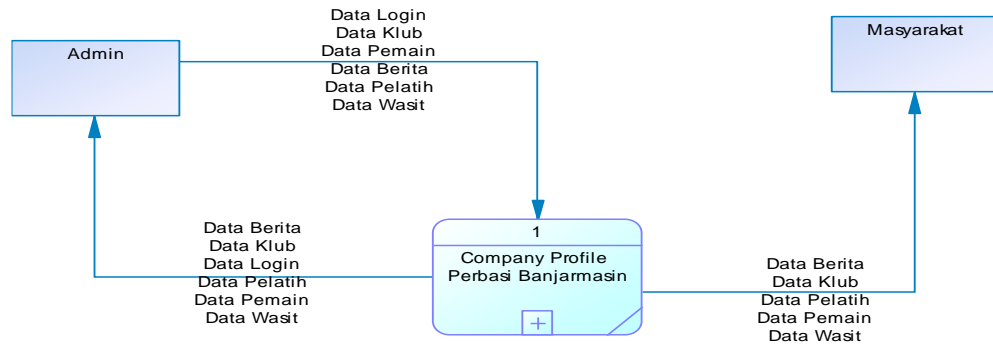 Admin
Data Login
Data Klub
Data Pemain
Data Berita
Data Pelatih
Data Wasit
Masyarakat
Data Berita
Data Klub
Data Login
Data Pelatih
Data Pemain
Data Wasit
1
Company Profile
Perbasi Banjarmasin
Data Berita
Data Klub
Data Pelatih
Data Pemain
Data Wasit